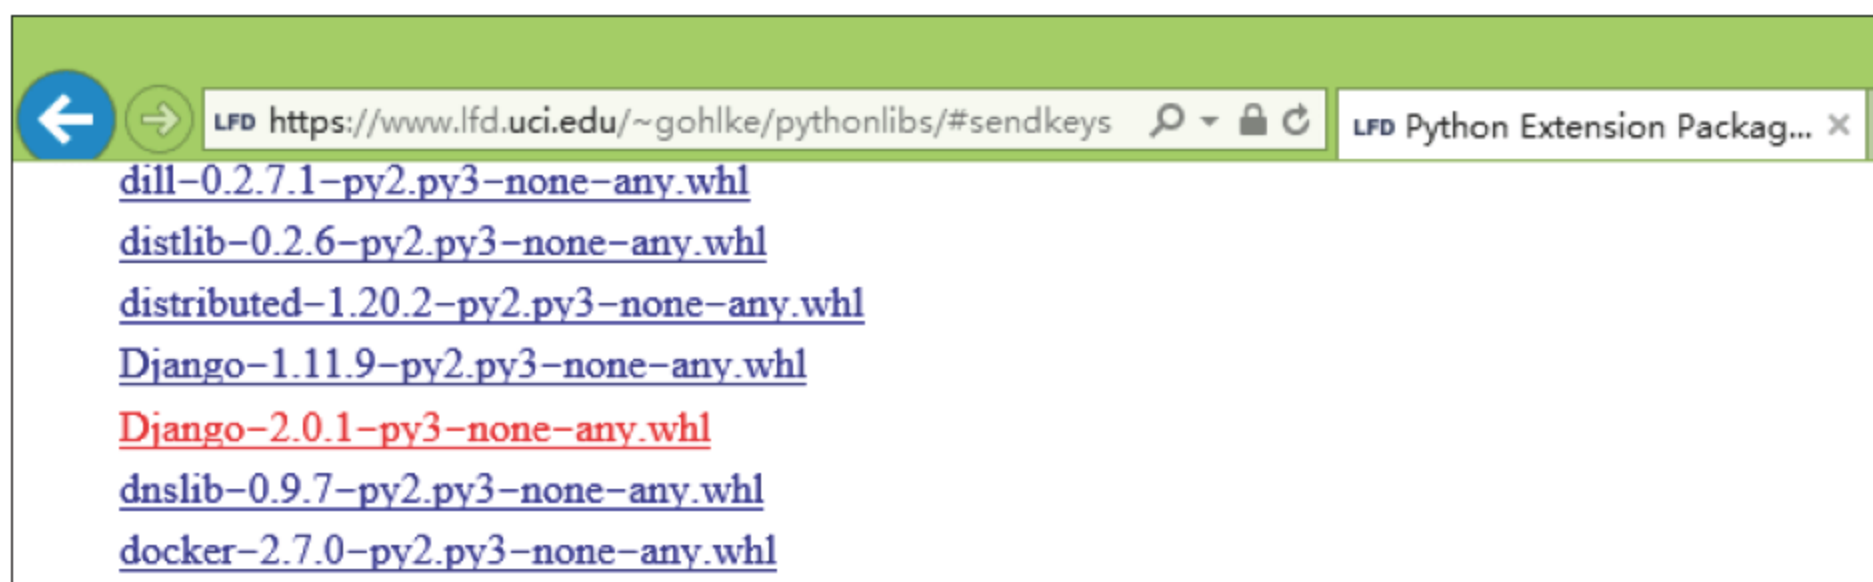 LFD https://www.lfd.uci.edu/~gohlke/pythonlibs/#sendkeys LFD Python Extension Packag...
dill-0.2.7.1-py2.py3-none-any.whl
distlib-0.2.6-py2.py3-none-any.whl
distributed-1.20.2-py2.py3-none-any.whl
Django-1.11.9-py2.py3-none-any.whl
Django-2.0.1-py3-none-any.whl
dnslib-0.9.7-py2.py3-none-any.whl
docker-2.7.0-py2.py3-none-any.whl